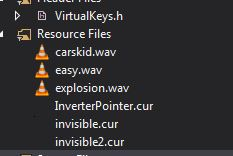 Header Files
VirtualKeys.h
Resource Files
carskid.wav
easy.wav
explosion.wav
InverterPointer.cur
invisible.cur
invisible2.cur